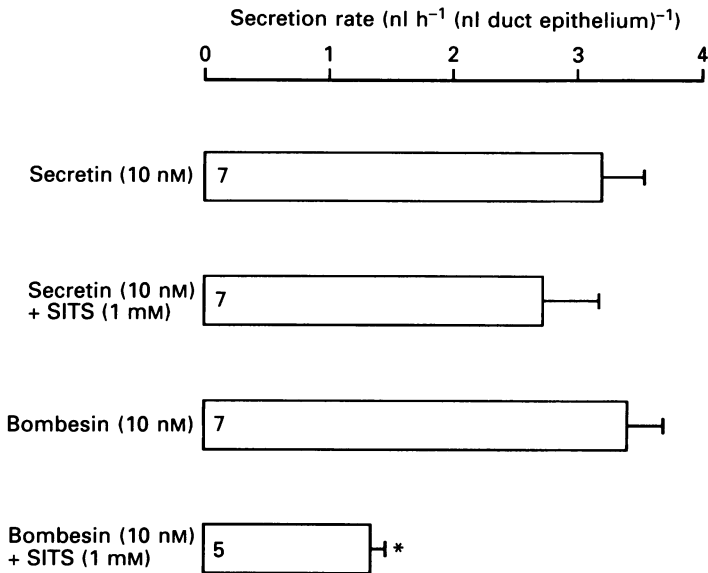 Secretion rate (nl h⁻¹ (nl duct epithelium)⁻¹)
0 1 2 3 4
Secretin (10 nM) 7
Secretin (10 nM)
+ SITS (1 mM) 7
Bombesin (10 nM) 7
Bombesin (10 nM)
+ SITS (1 mM) 5 *